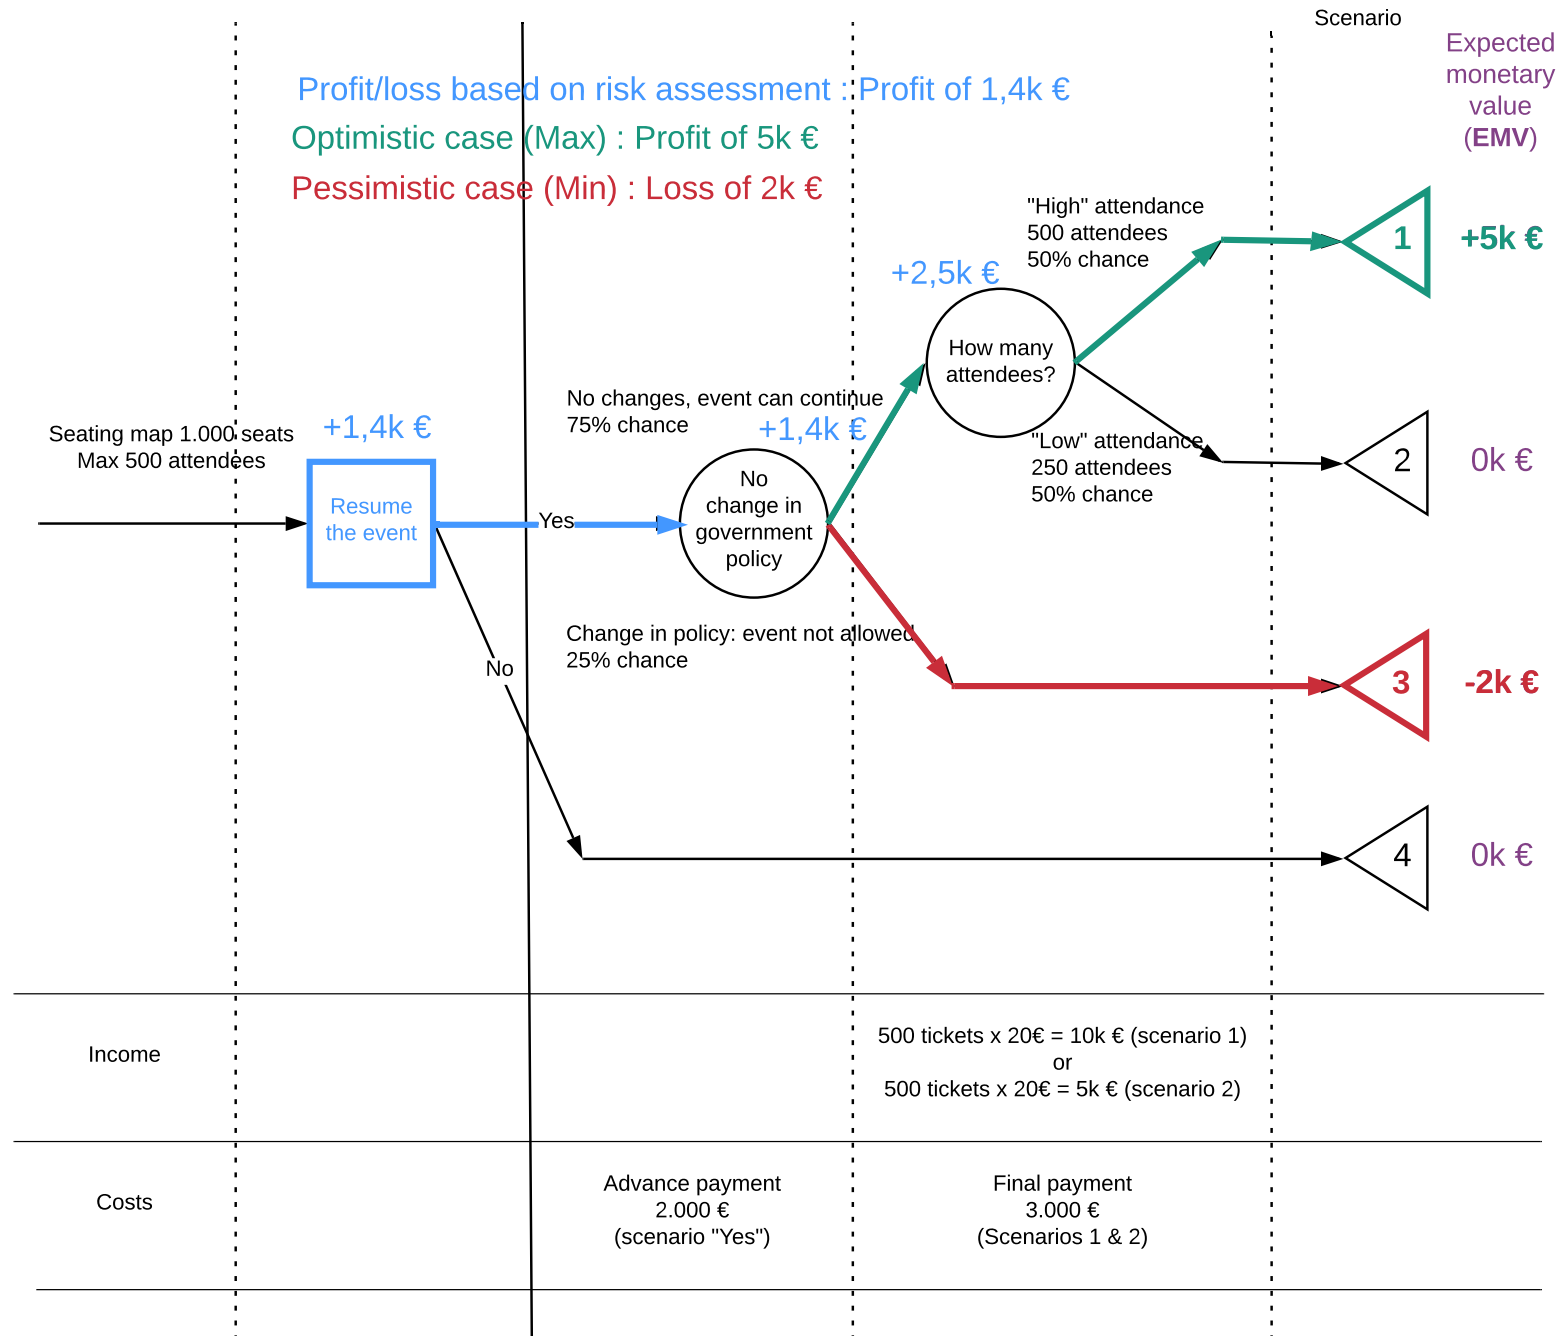 Scenario
Expected
monetary
value
(EMV)
Profit/loss based on risk assessment : Profit of 1,4k €
Optimistic case (Max) : Profit of 5k €
Pessimistic case (Min) : Loss of 2k €
"High" attendance
500 attendees
50% chance
1
+5k €
+2,5k €
How many
attendees?
No changes, event can continue
75% chance
+1,4k €
Seating map 1.000 seats
Max 500 attendees
+1,4k €
"Low" attendance
250 attendees
50% chance
2
0k €
Resume
the event
Yes
No
change in
government
policy
Change in policy: event not allowed
25% chance
No
3
-2k €
4
0k €
Income
500 tickets x 20€ = 10k € (scenario 1)
or
500 tickets x 20€ = 5k € (scenario 2)
Costs
Advance payment
2.000 €
(scenario "Yes")
Final payment
3.000 €
(Scenarios 1 & 2)